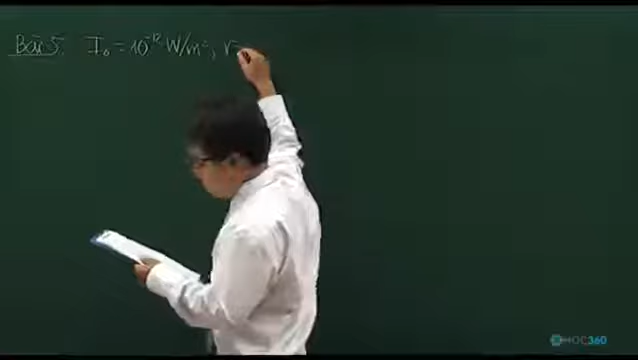 Bài 5. I₀ = 10⁻¹² W/m², r =
HOC360